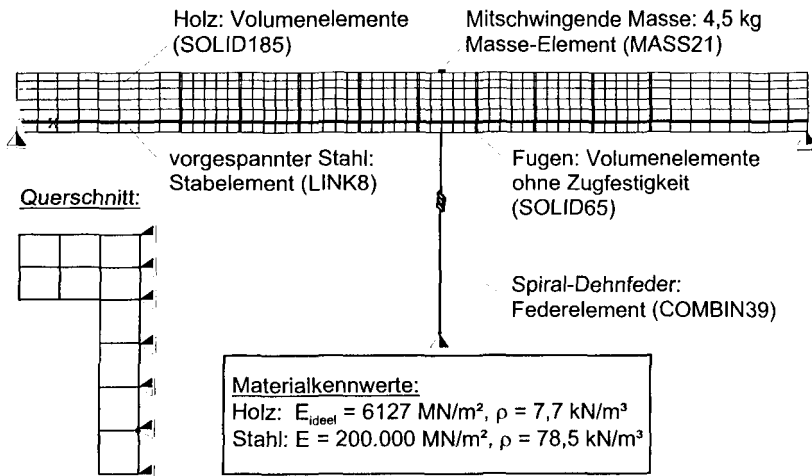 Holz: Volumenelemente
(SOLID185)
Mitschwingende Masse: 4,5 kg
Masse-Element (MASS21)
vorgespannter Stahl:
Stabelement (LINK8)
Fugen: Volumenelemente
ohne Zugfestigkeit
(SOLID65)
Querschnitt:
Spiral-Dehnfeder:
Federelement (COMBIN39)
Materialkennwerte:
Holz: E_ideel = 6127 MN/m², ρ = 7,7 kN/m³
Stahl: E = 200.000 MN/m², ρ = 78,5 kN/m³